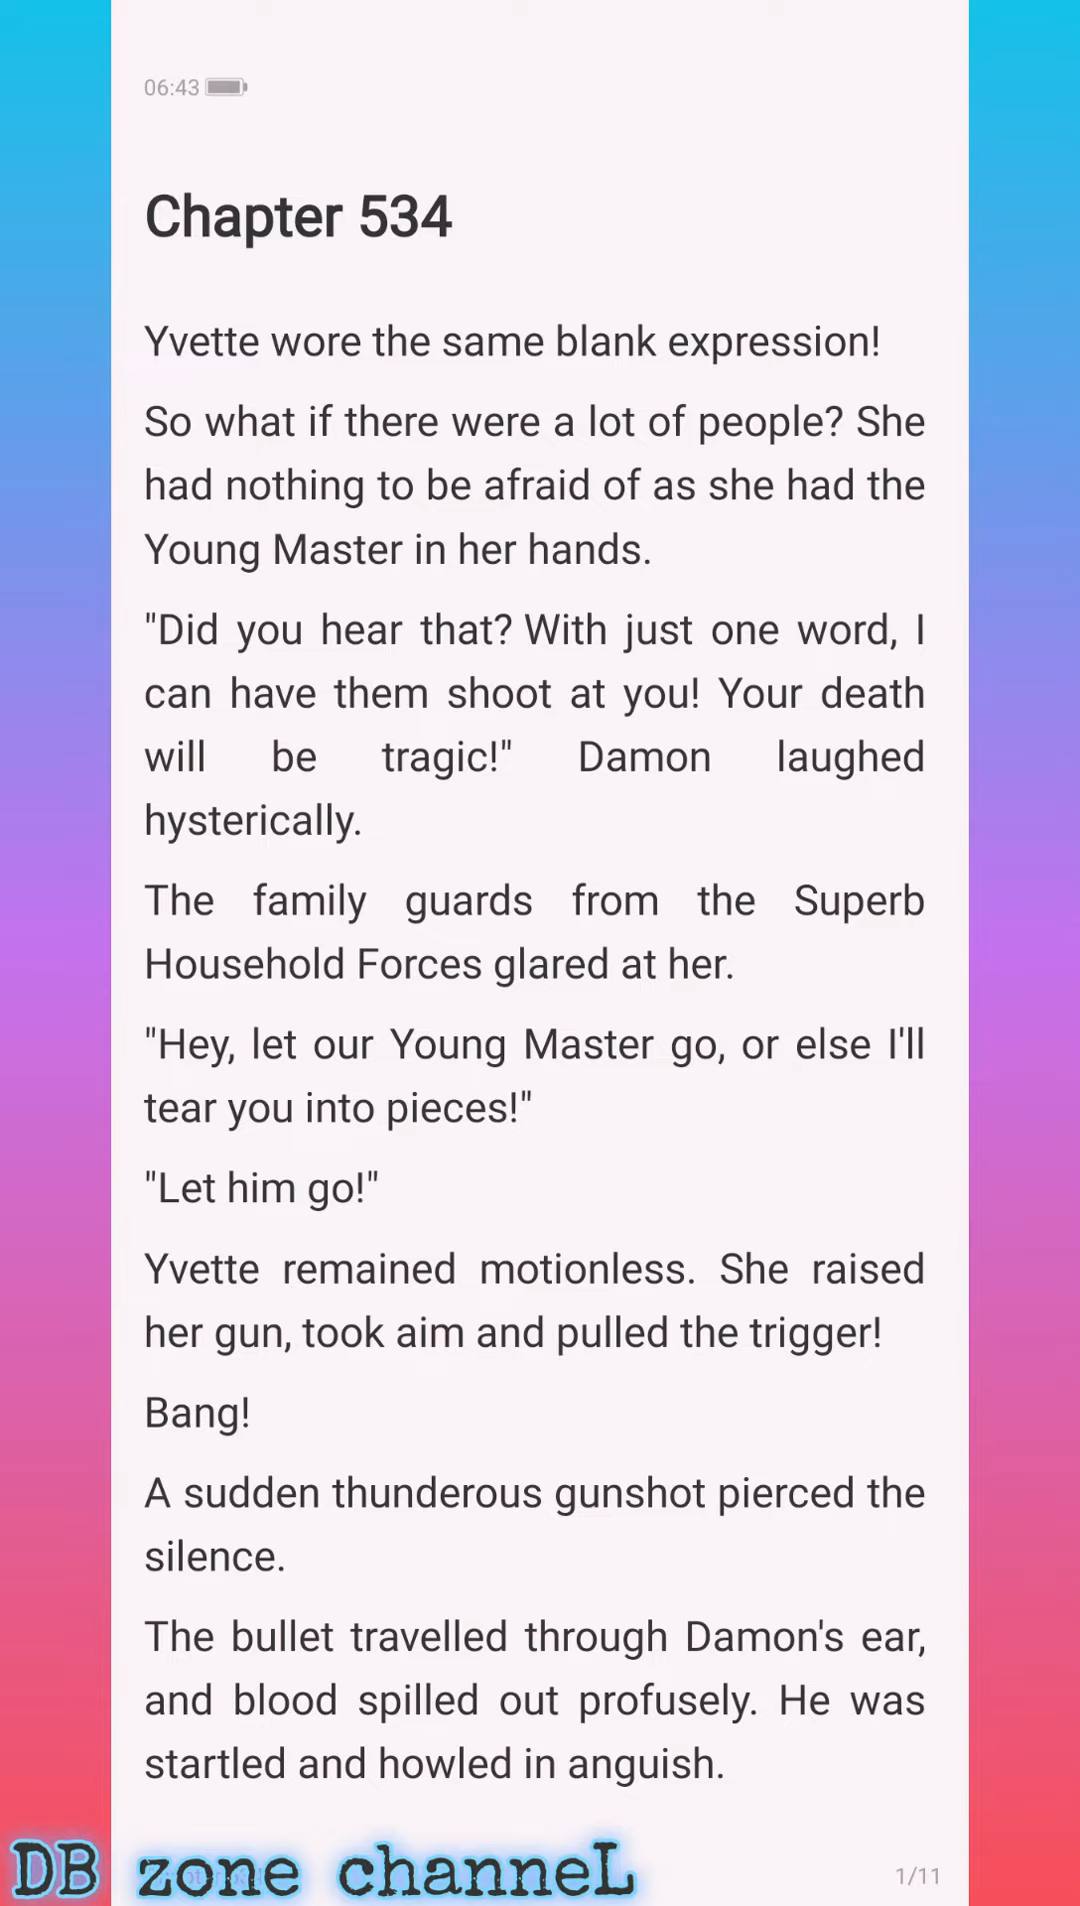 06:43
Chapter 534
Yvette wore the same blank expression!
So what if there were a lot of people? She
had nothing to be afraid of as she had the
Young Master in her hands.
"Did you hear that? With just one word, I
can have them shoot at you! Your death
will be tragic!" Damon laughed
hysterically.
The family guards from the Superb
Household Forces glared at her.
"Hey, let our Young Master go, or else I'll
tear you into pieces!"
"Let him go!"
Yvette remained motionless. She raised
her gun, took aim and pulled the trigger!
Bang!
A sudden thunderous gunshot pierced the
silence.
The bullet travelled through Damon's ear,
and blood spilled out profusely. He was
startled and howled in anguish.
DB zone channeL
1/11